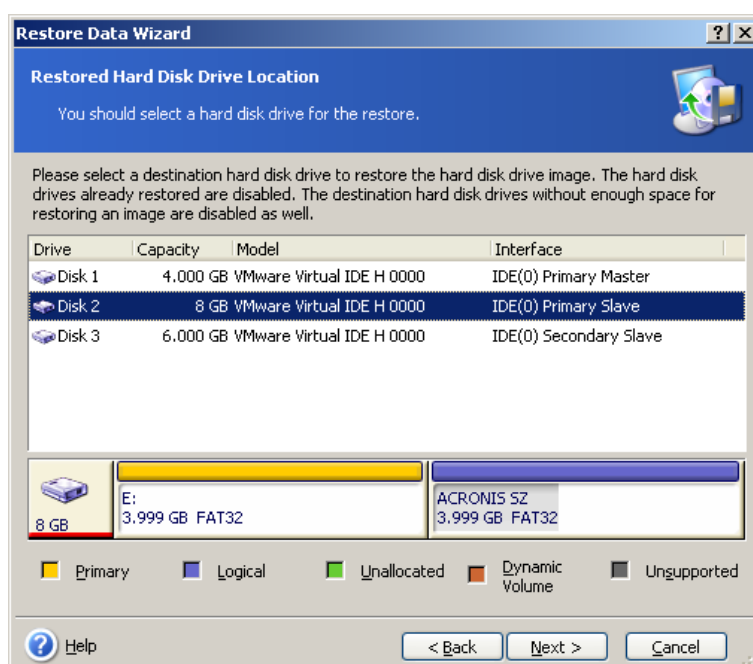 Restore Data Wizard
Restored Hard Disk Drive Location
You should select a hard disk drive for the restore.
Please select a destination hard disk drive to restore the hard disk drive image. The hard disk
drives already restored are disabled. The destination hard disk drives without enough space for
restoring an image are disabled as well.
Drive Capacity Model Interface
Disk 1 4.000 GB VMware Virtual IDE H 0000 IDE(0) Primary Master
Disk 2 8 GB VMware Virtual IDE H 0000 IDE(0) Primary Slave
Disk 3 6.000 GB VMware Virtual IDE H 0000 IDE(0) Secondary Slave
8 GB
E:
3.999 GB FAT32
ACRONIS SZ
3.999 GB FAT32
Primary Logical Unallocated Dynamic Volume Unsupported
Help < Back Next > Cancel